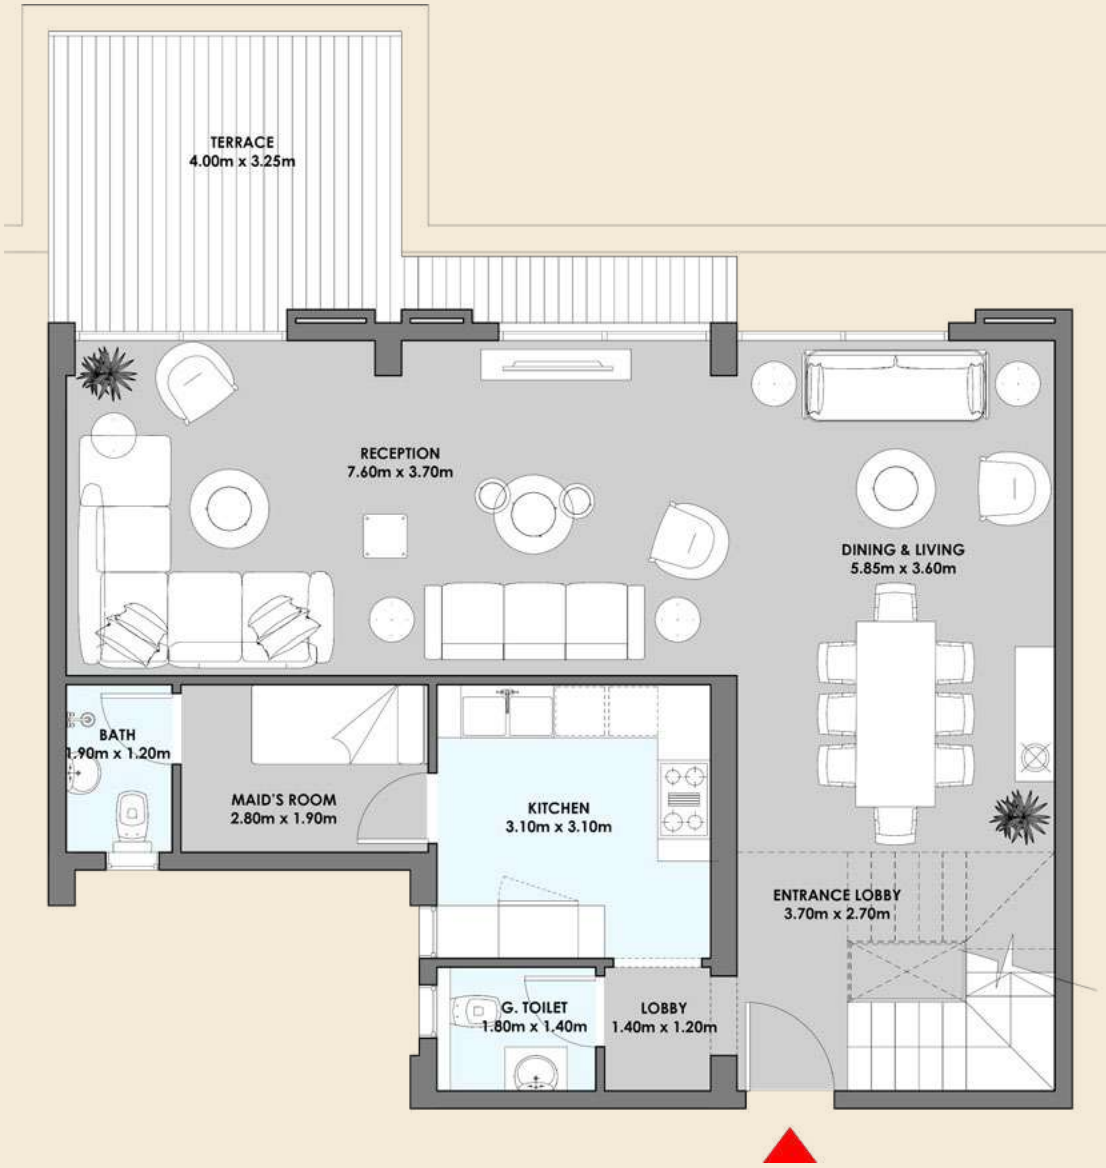 TERRACE
4.00m x 3.25m
RECEPTION
7.60m x 3.70m
DINING & LIVING
5.85m x 3.60m
BATH
1.90m x 1.20m
MAID'S ROOM
2.80m x 1.90m
KITCHEN
3.10m x 3.10m
ENTRANCE LOBBY
3.70m x 2.70m
G. TOILET
1.80m x 1.40m
LOBBY
1.40m x 1.20m